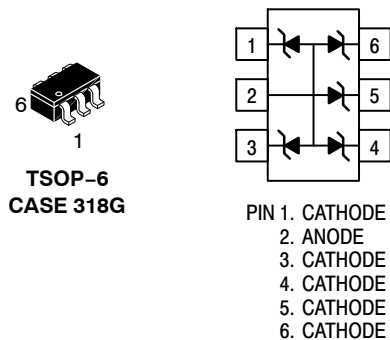 6
1
TSOP−6
CASE 318G
1
6
2
5
3
4
PIN 1. CATHODE
2. ANODE
3. CATHODE
4. CATHODE
5. CATHODE
6. CATHODE